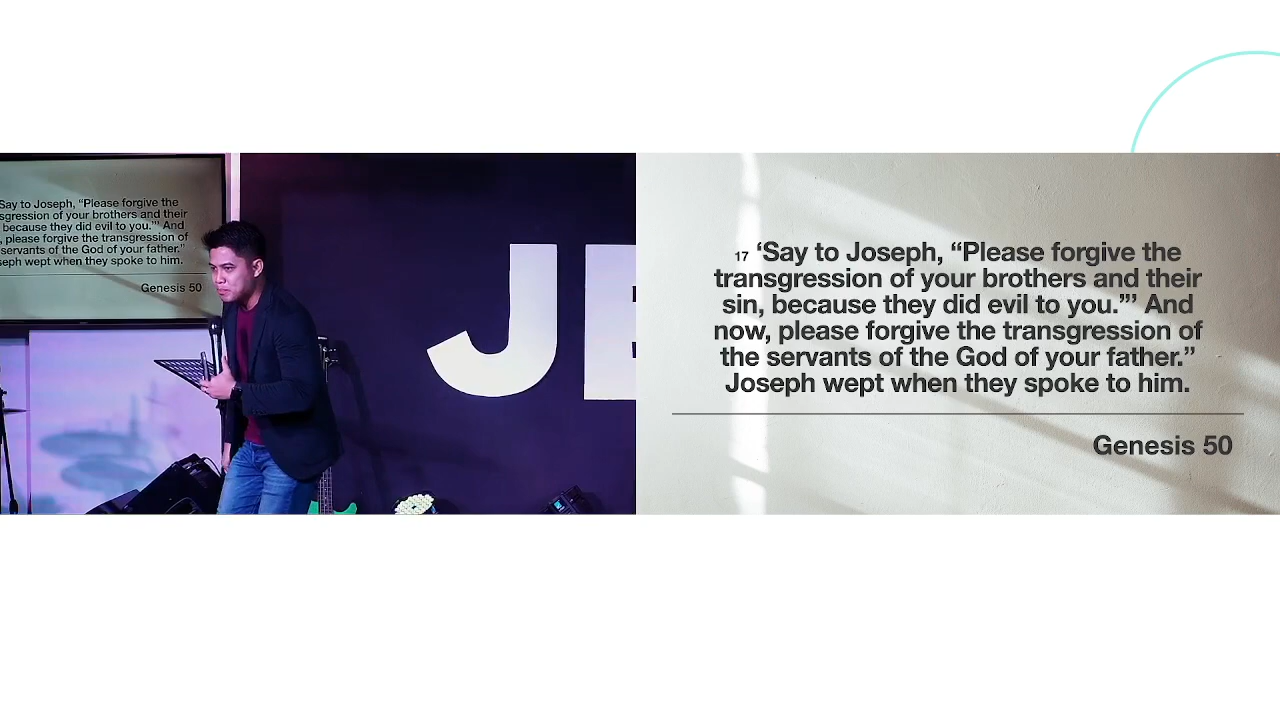 Say to Joseph, “Please forgive the
sgression of your brothers and their
because they did evil to you.”’ And
, please forgive the transgression of
servants of the God of your father.”
seph wept when they spoke to him.
Genesis 50
JE
17 ‘Say to Joseph, “Please forgive the
transgression of your brothers and their
sin, because they did evil to you.”’ And
now, please forgive the transgression of
the servants of the God of your father.”
Joseph wept when they spoke to him.
Genesis 50